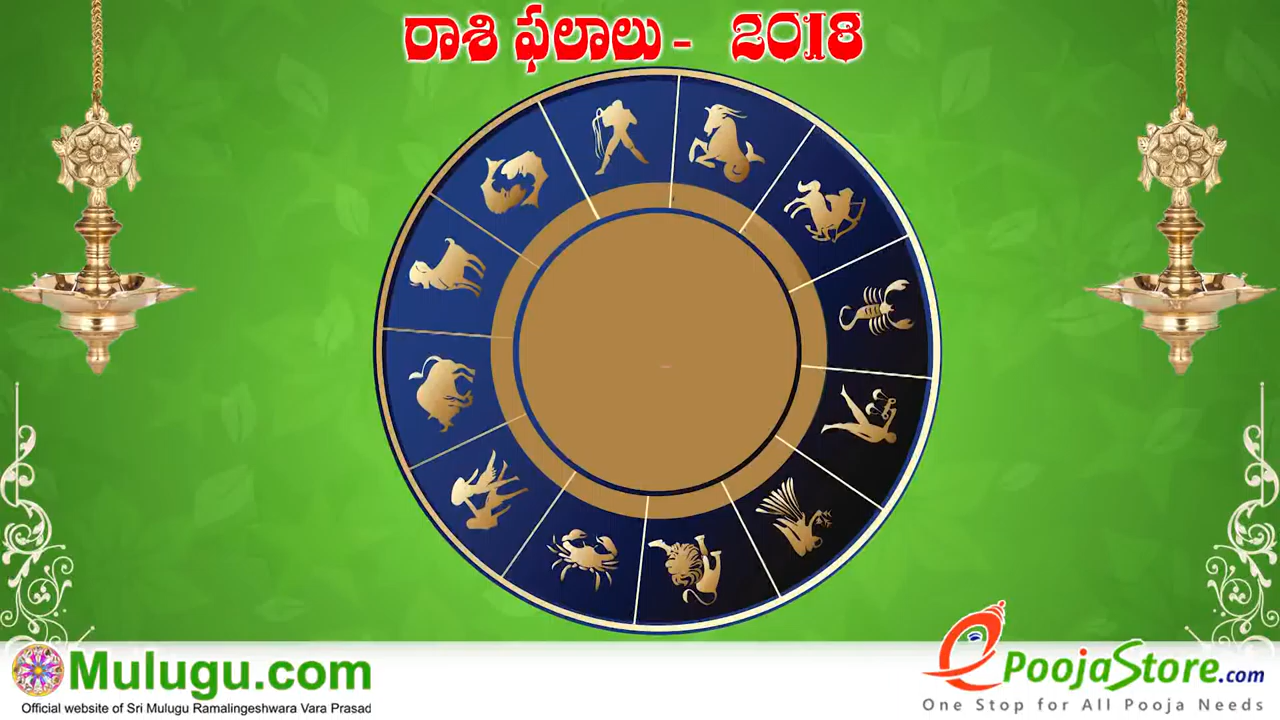 రాశి ఫలాలు - 2018
Mulugu.com
Official website of Sri Mulugu Ramalingeshwara Vara Prasad
ePoojaStore.com
One Stop for All Pooja Needs